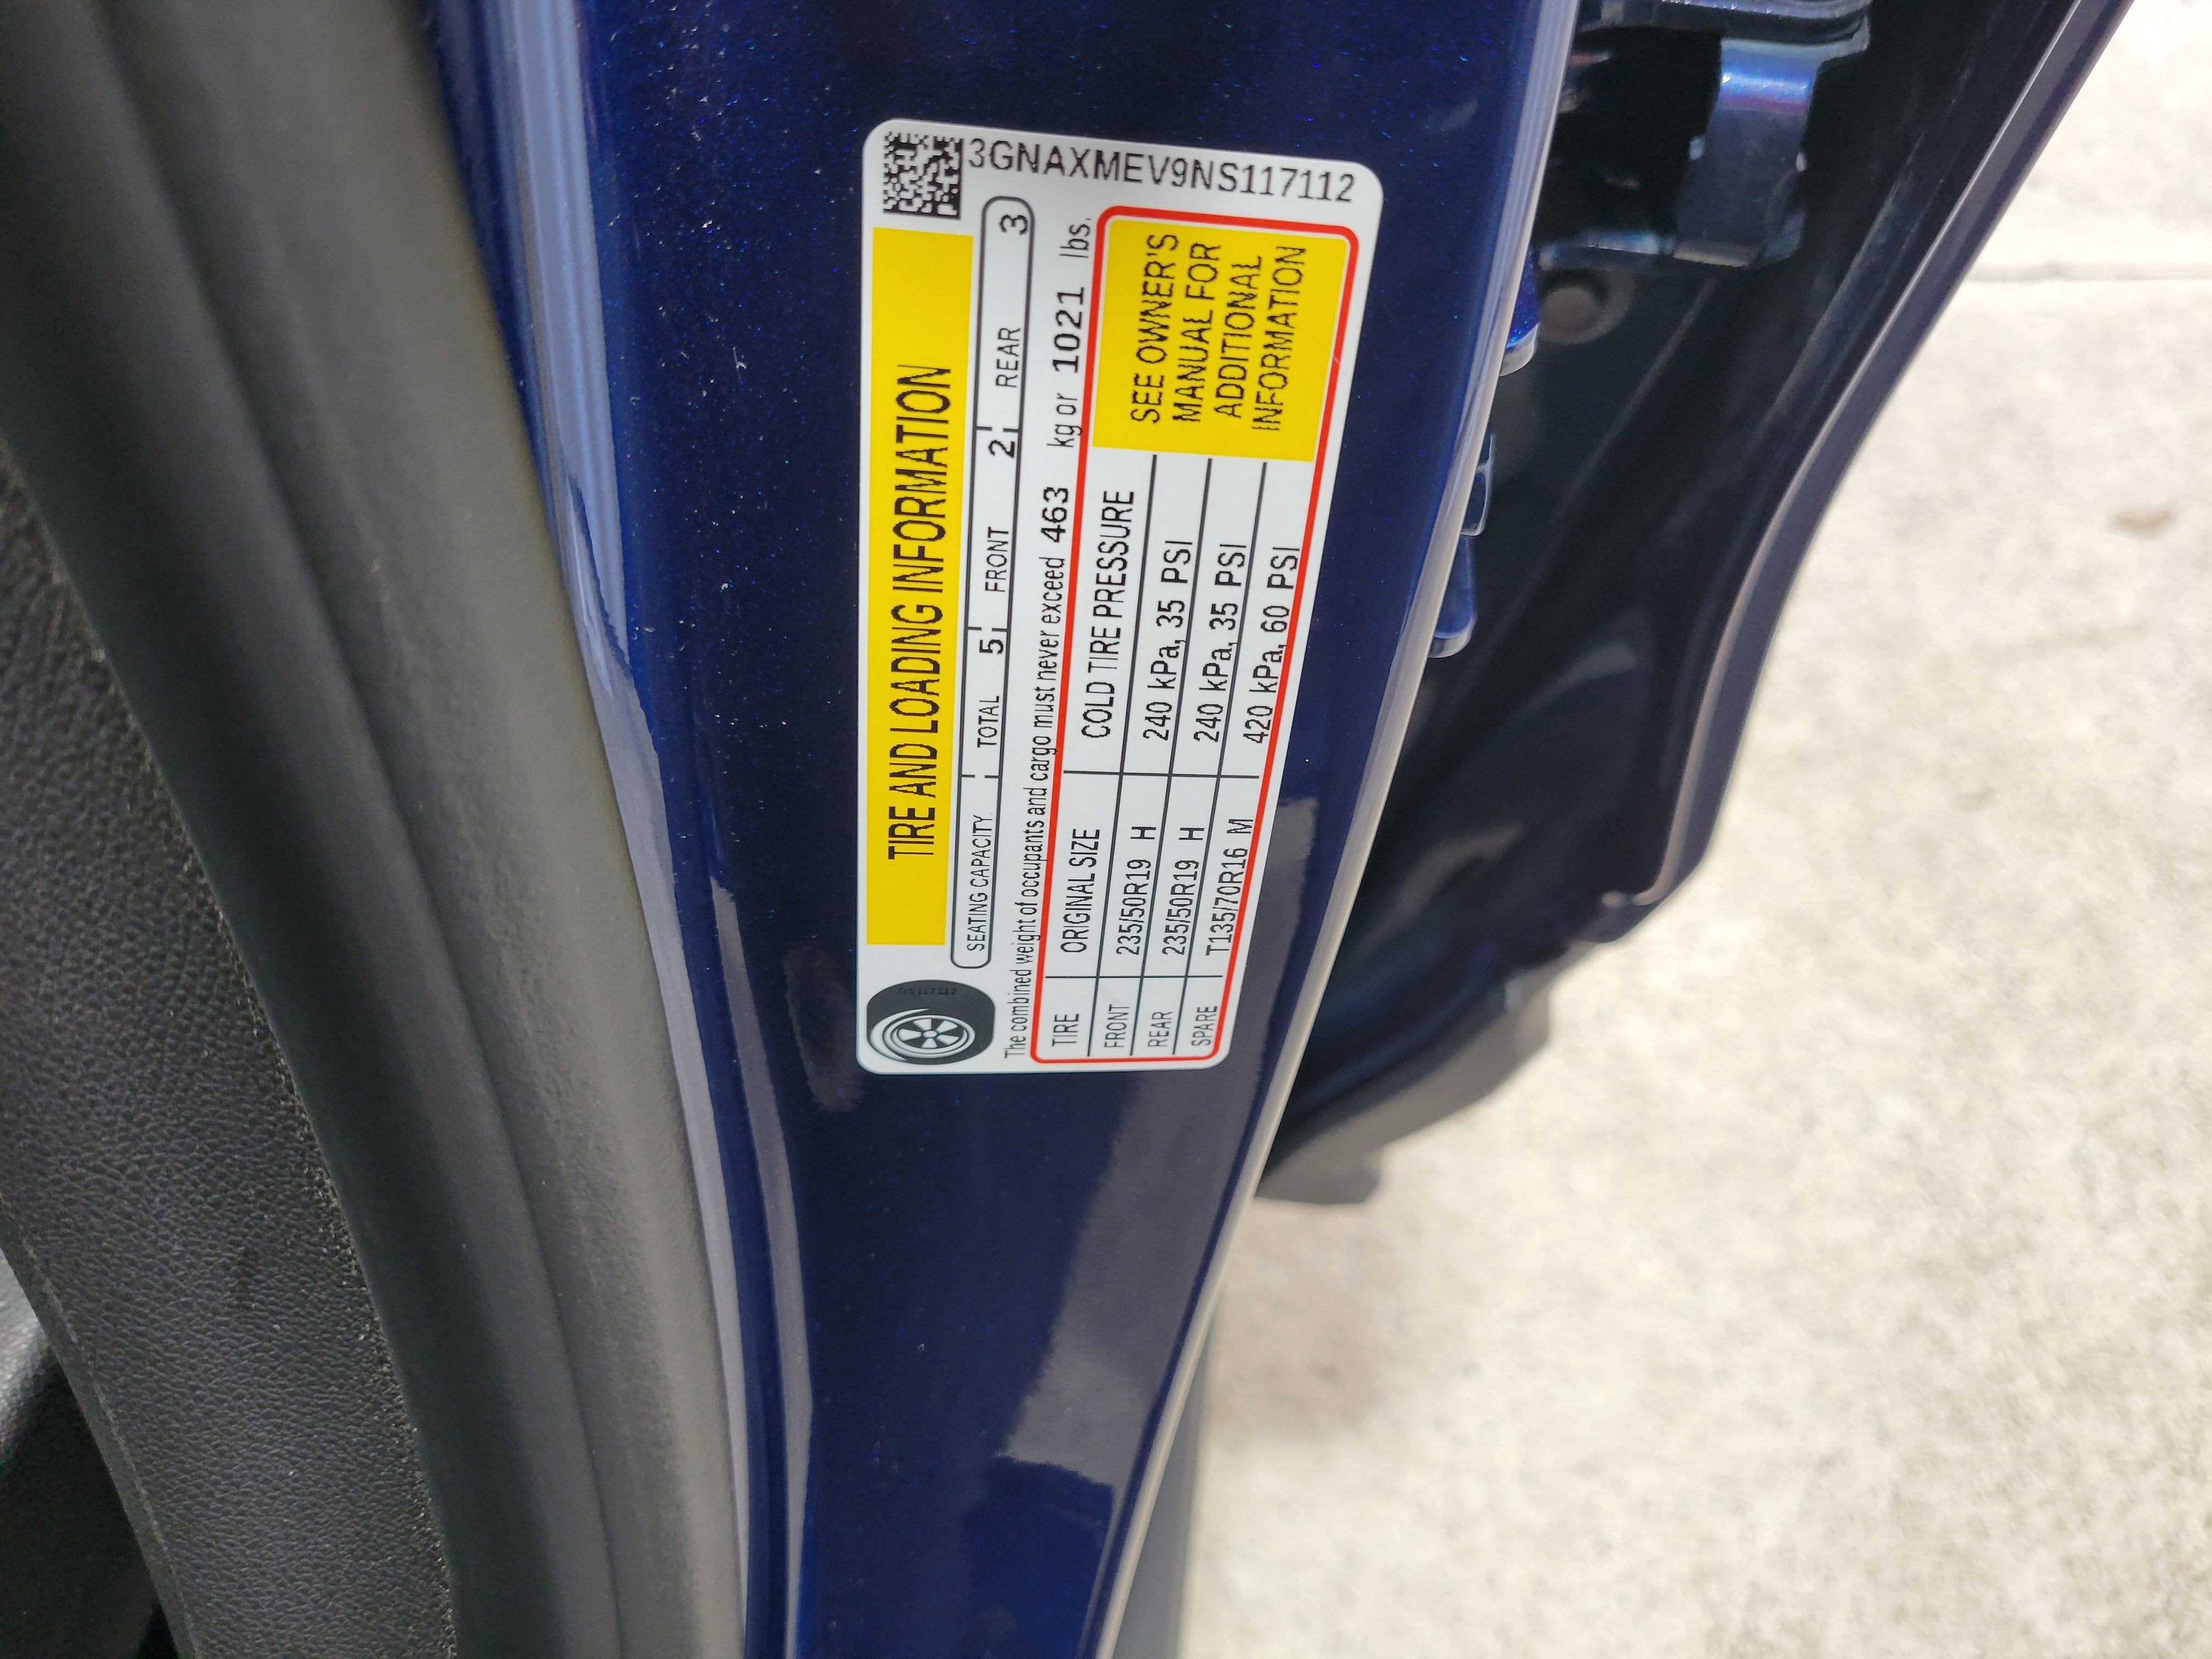 3GNAXMEV9NS117112
TIRE AND LOADING INFORMATION
SEATING CAPACITY TOTAL 5 FRONT 2 REAR 3
The combined weight of occupants and cargo must never exceed 463 kg or 1021 lbs.
TIRE ORIGINAL SIZE COLD TIRE PRESSURE
FRONT 235/50R19 H 240 kPa, 35 PSI
REAR 235/50R19 H 240 kPa, 35 PSI
SPARE T135/70R16 M 420 kPa, 60 PSI
SEE OWNER'S
MANUAL FOR
ADDITIONAL
INFORMATION